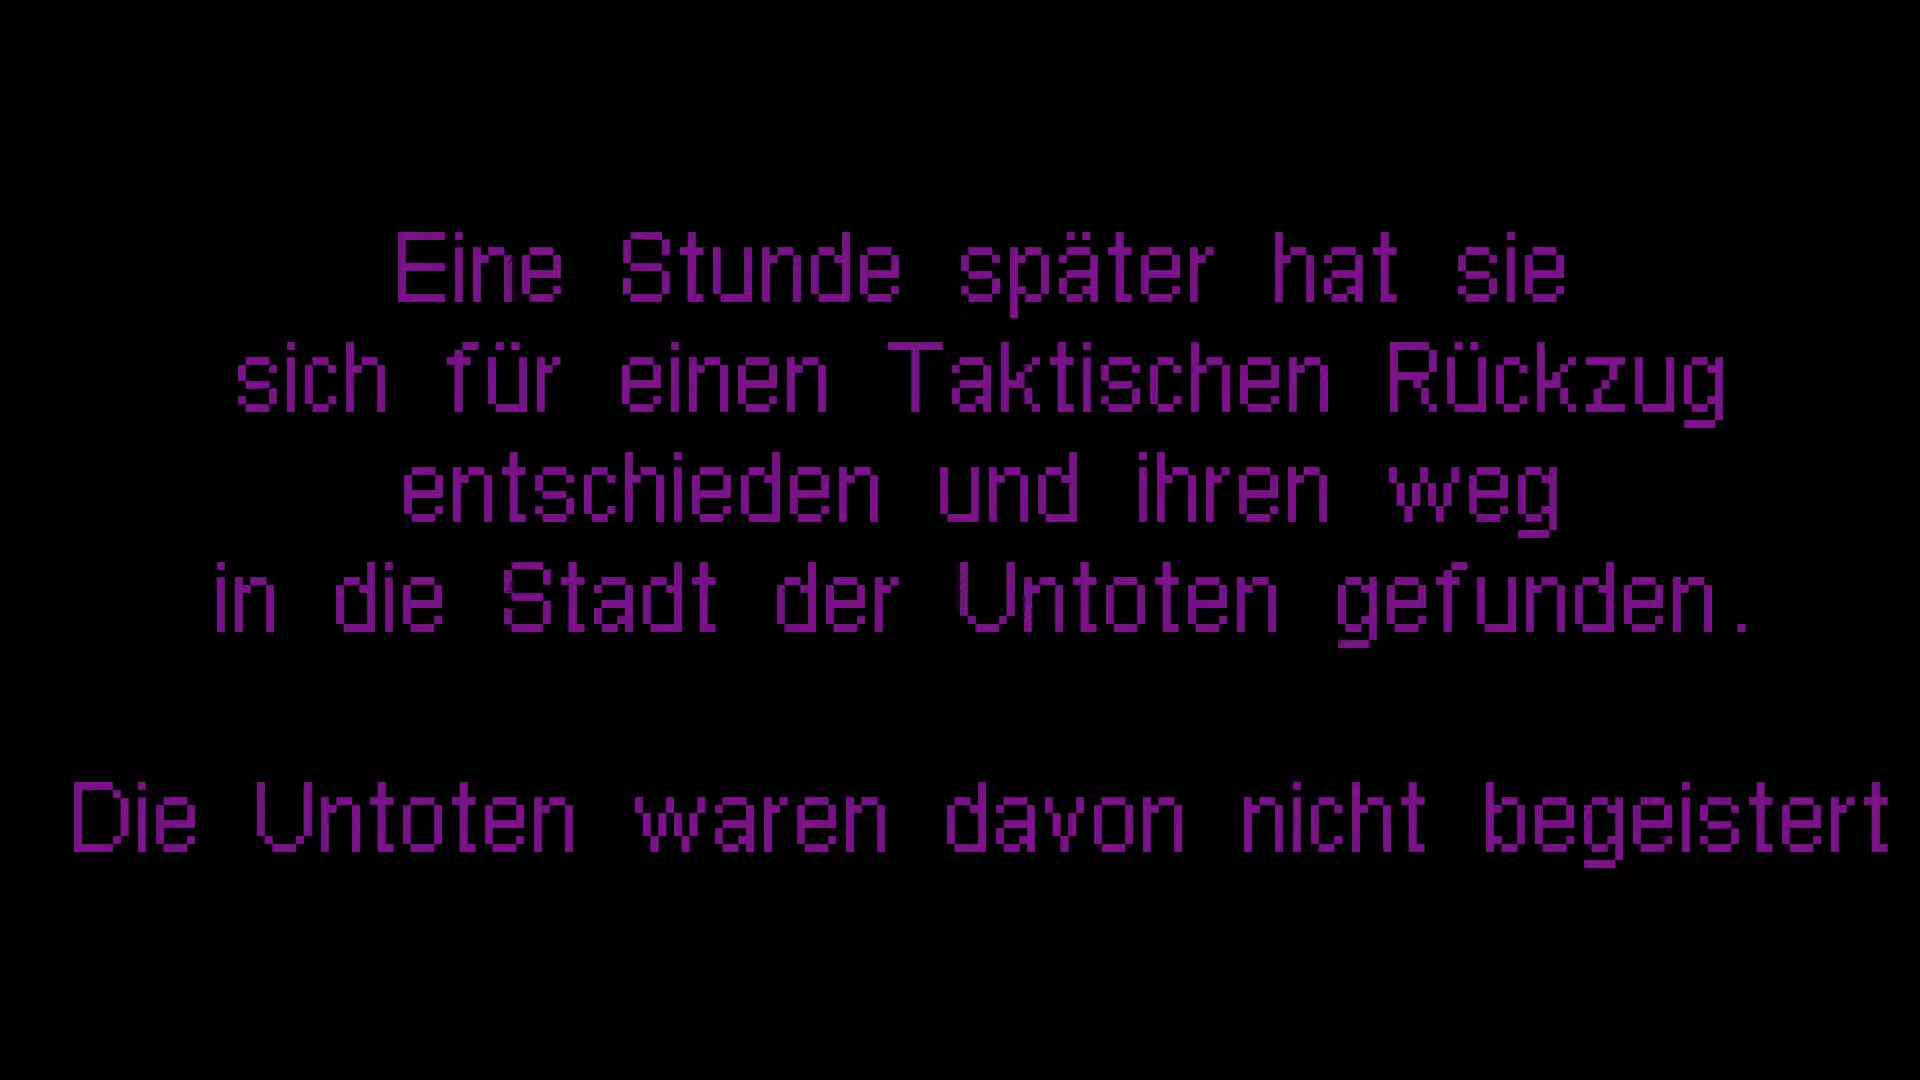 Eine Stunde später hat sie
sich für einen Taktischen Rückzug
entschieden und ihren weg
in die Stadt der Untoten gefunden.
Die Untoten waren davon nicht begeistert